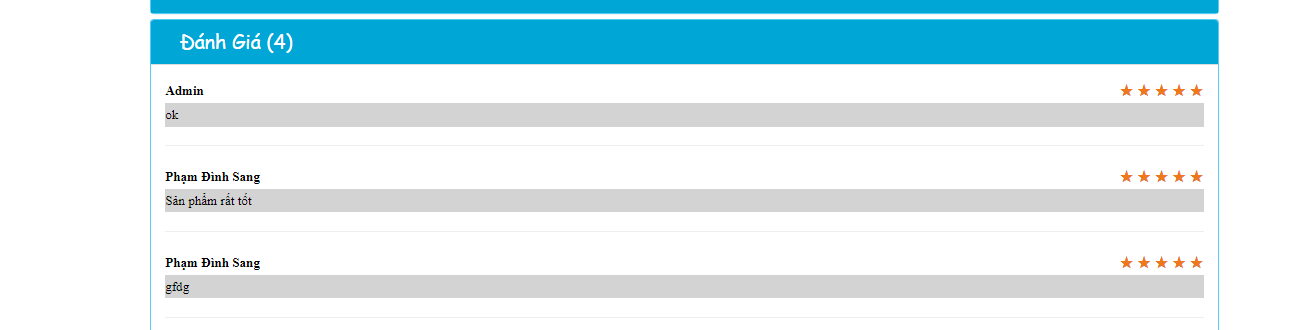 Đánh Giá (4)
Admin
ok
Phạm Đình Sang
Sản phẩm rất tốt
Phạm Đình Sang
gfdg